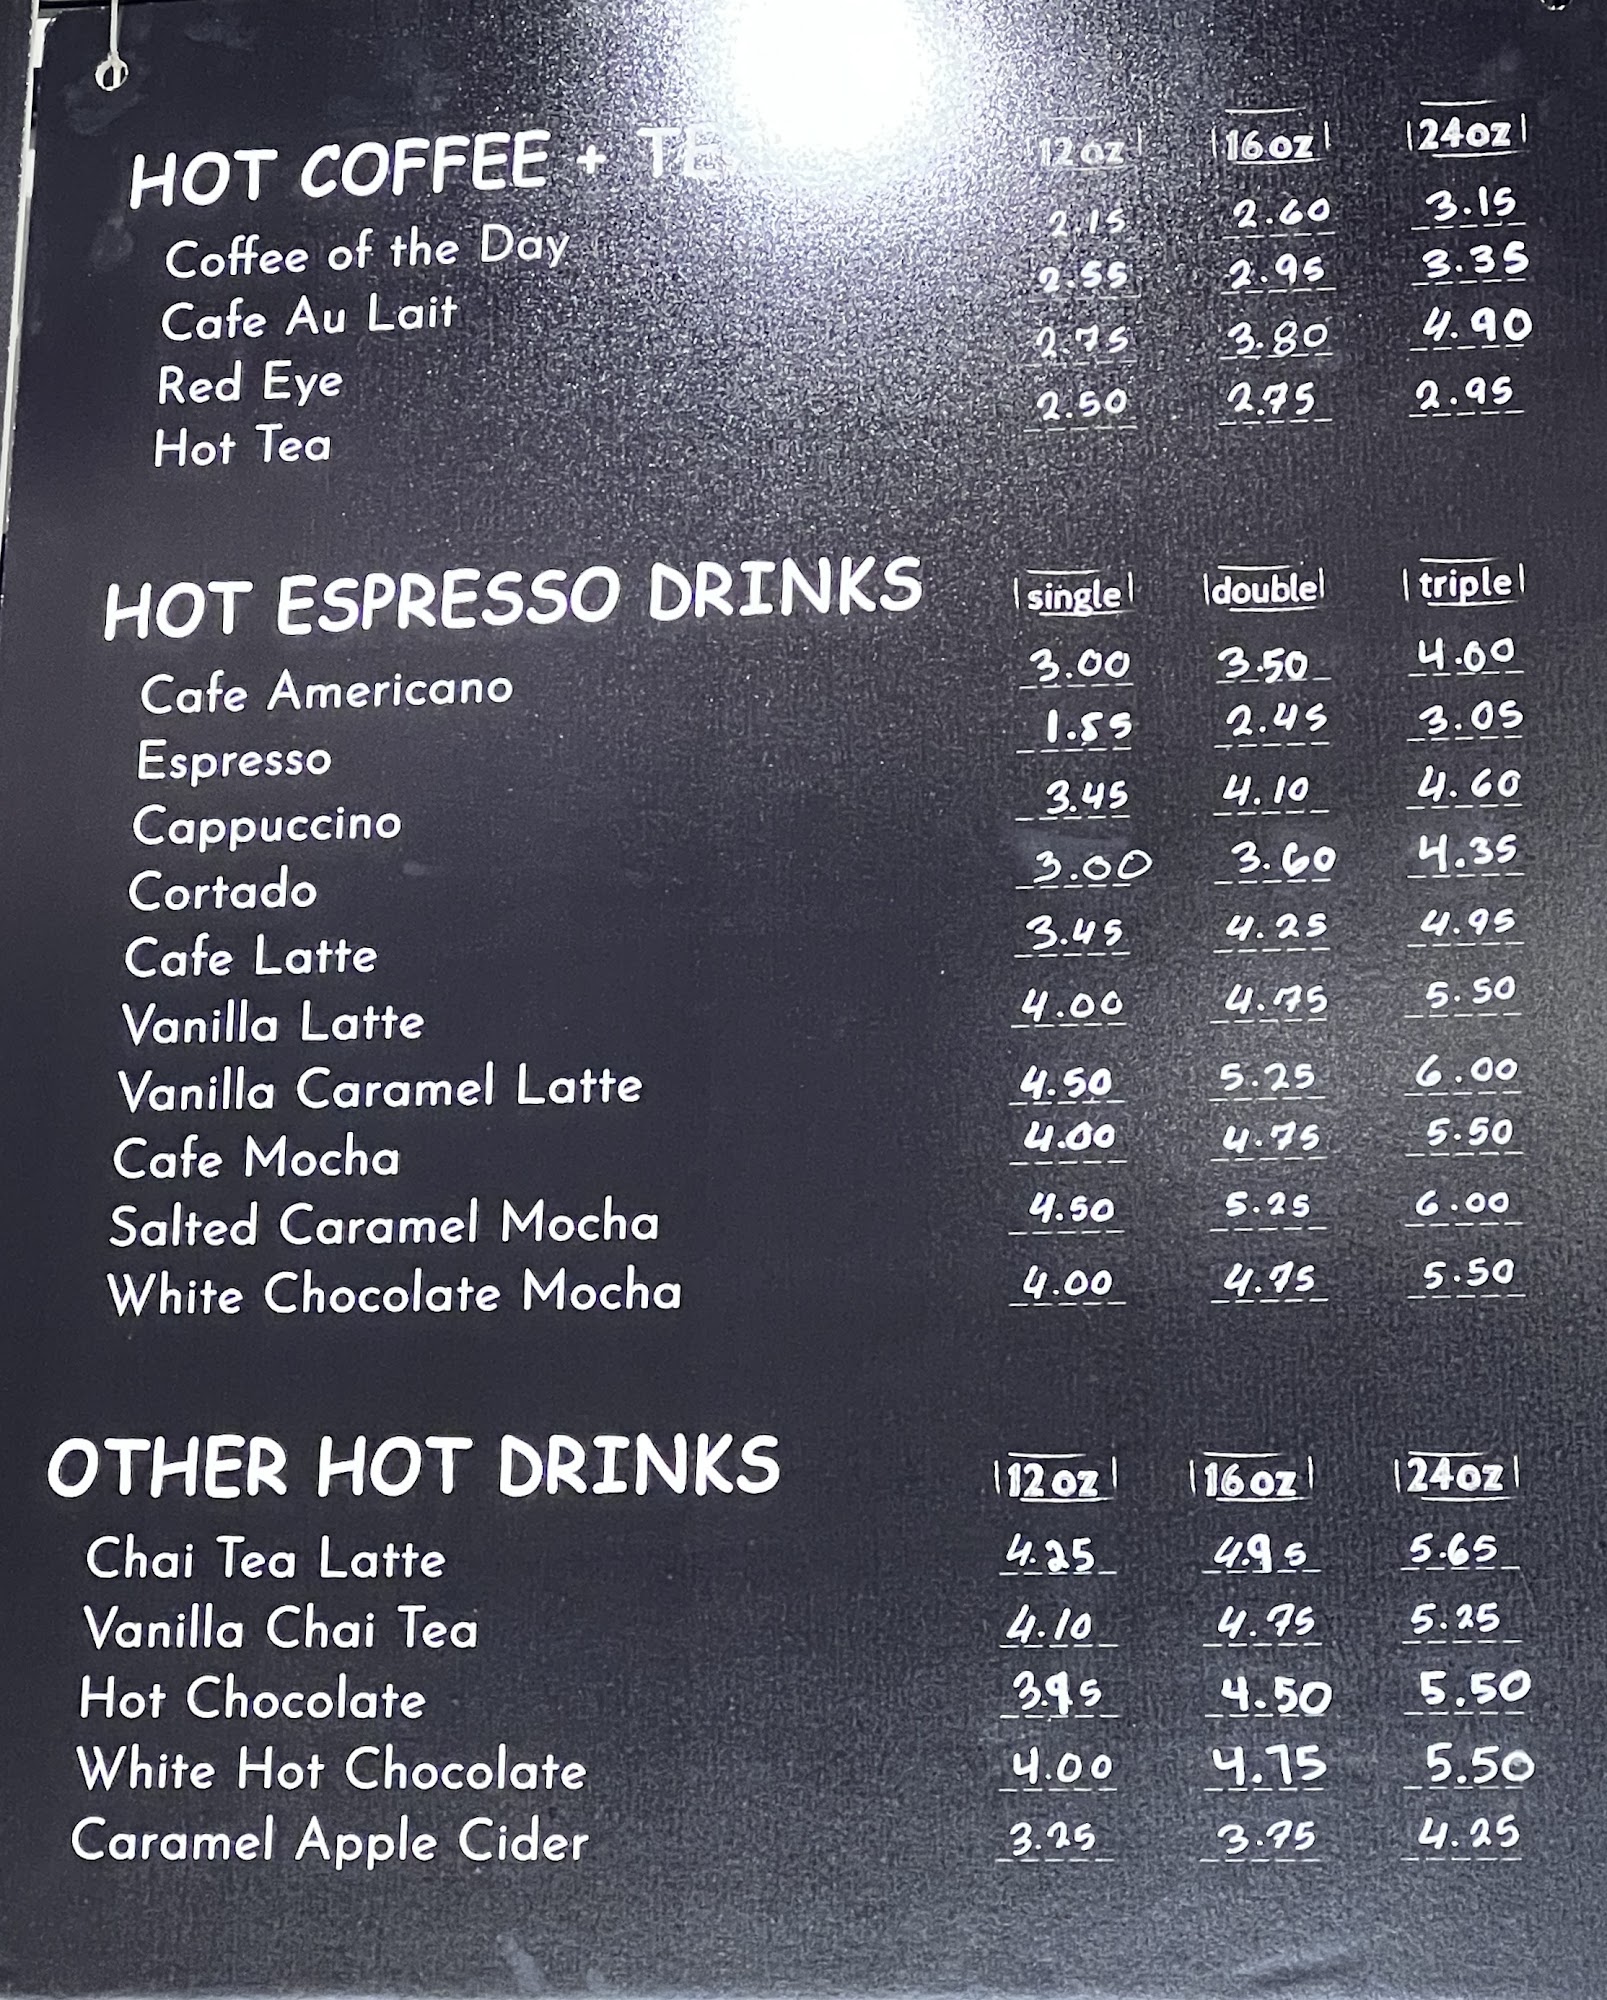 HOT COFFEE + TE 12oz 16oz 24oz
Coffee of the Day 2.15 2.60 3.15
Cafe Au Lait 2.55 2.95 3.35
Red Eye 2.75 3.80 4.90
Hot Tea 2.50 2.75 2.95
HOT ESPRESSO DRINKS single double triple
Cafe Americano 3.00 3.50 4.00
Espresso 1.85 2.45 3.05
Cappuccino 3.45 4.10 4.60
Cortado 3.00 3.60 4.35
Cafe Latte 3.45 4.25 4.95
Vanilla Latte 4.00 4.75 5.50
Vanilla Caramel Latte 4.50 5.25 6.00
Cafe Mocha 4.00 4.75 5.50
Salted Caramel Mocha 4.50 5.25 6.00
White Chocolate Mocha 4.00 4.75 5.50
OTHER HOT DRINKS 12oz 16oz 24oz
Chai Tea Latte 4.25 4.95 5.65
Vanilla Chai Tea 4.10 4.75 5.25
Hot Chocolate 3.95 4.50 5.50
White Hot Chocolate 4.00 4.75 5.50
Caramel Apple Cider 3.25 3.75 4.25